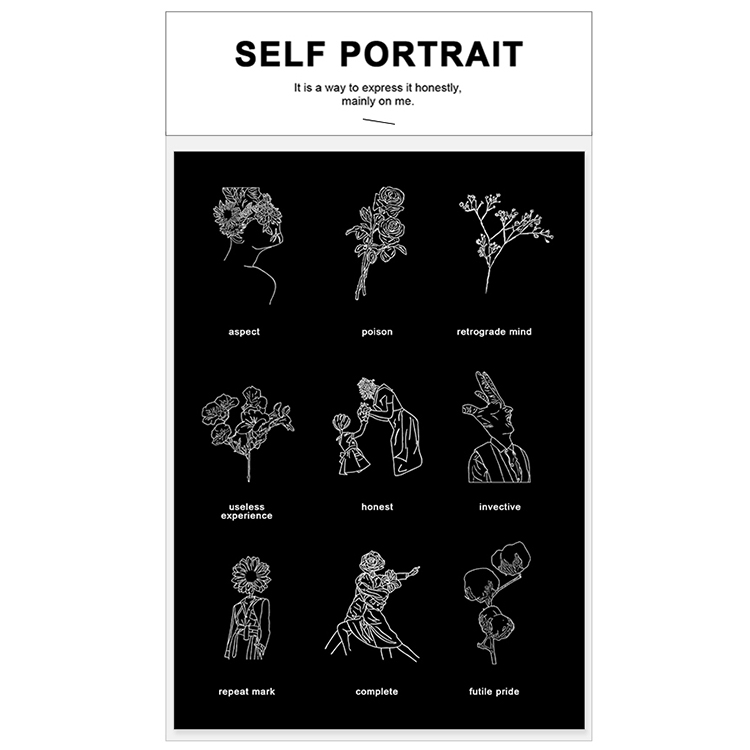 SELF PORTRAIT
It is a way to express it honestly,
mainly on me.
aspect
poison
retrograde mind
useless
experience
honest
invective
repeat mark
complete
futile pride